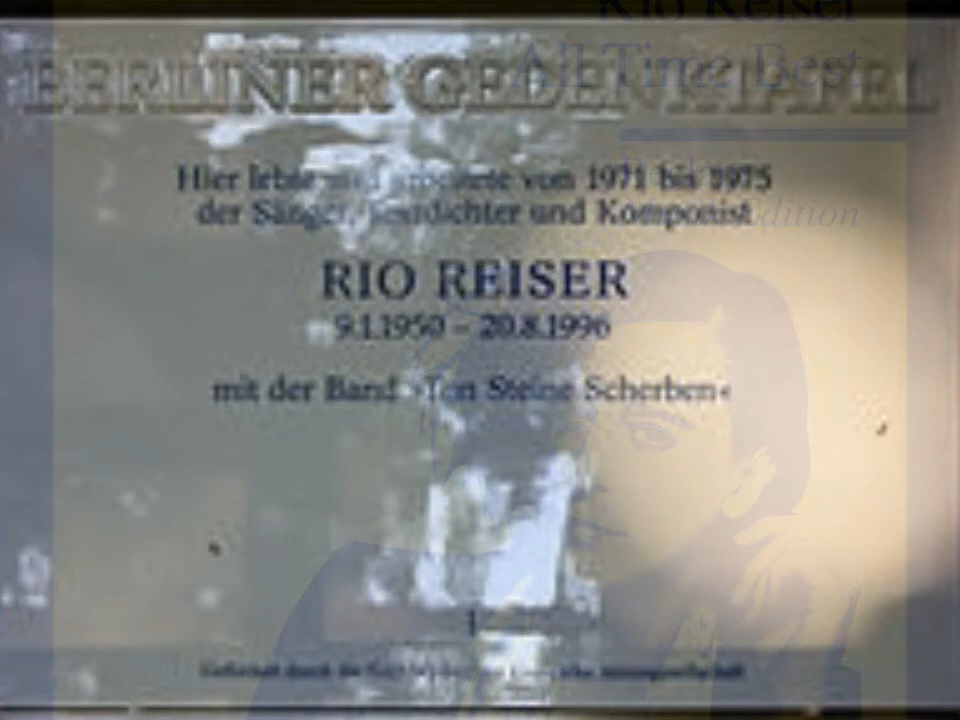 Rio Reiser
All Time Best
Edition
BERLINER GEDENKTAFEL
Hier lebte und arbeitete von 1971 bis 1975
der Sänger, Textdichter und Komponist
RIO REISER
9.1.1950 – 20.8.1996
mit der Band »Ton Steine Scherben«